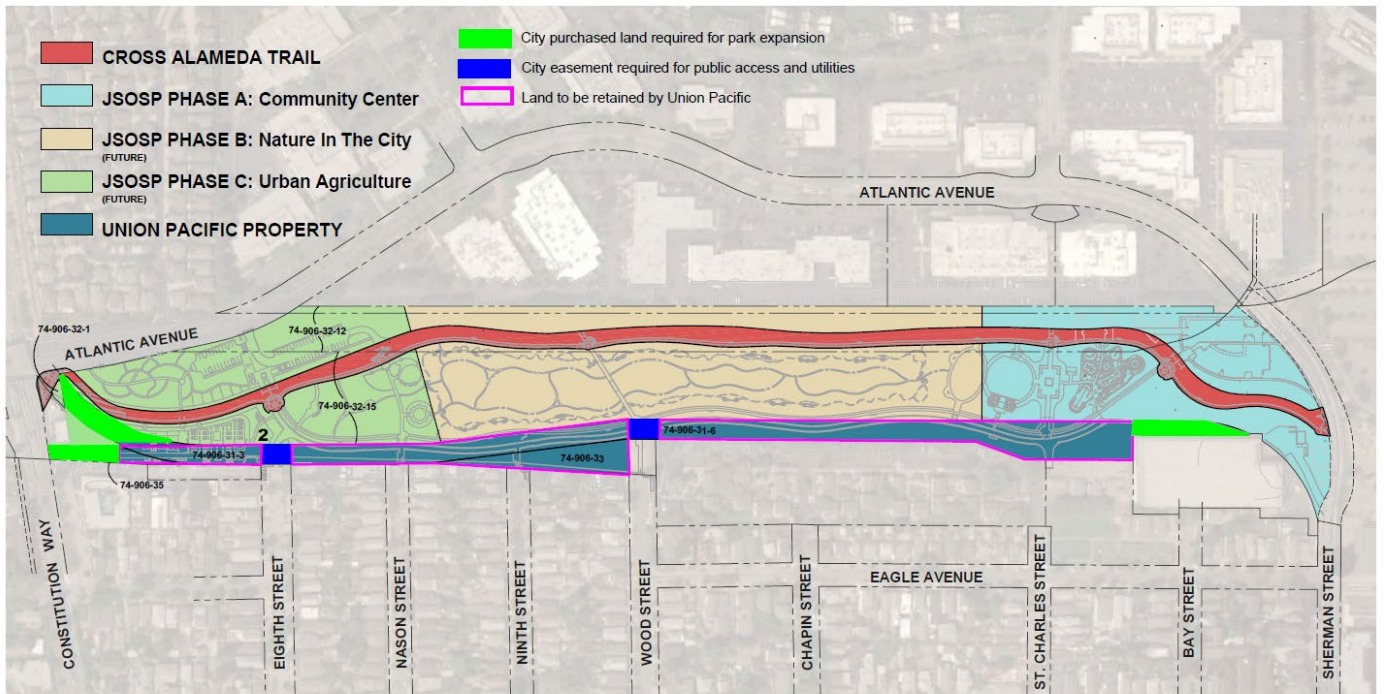 CROSS ALAMEDA TRAIL
JSOSP PHASE A: Community Center
JSOSP PHASE B: Nature In The City
(FUTURE)
JSOSP PHASE C: Urban Agriculture
(FUTURE)
UNION PACIFIC PROPERTY
City purchased land required for park expansion
City easement required for public access and utilities
Land to be retained by Union Pacific
ATLANTIC AVENUE
74-906-32-1
ATLANTIC AVENUE
74-906-32-12
74-906-32-15
2
74-906-31-3
74-906-33
74-906-31-6
74-906-35
CONSTITUTION WAY
EIGHTH STREET
NASON STREET
NINTH STREET
WOOD STREET
CHAPIN STREET
EAGLE AVENUE
ST. CHARLES STREET
BAY STREET
SHERMAN STREET